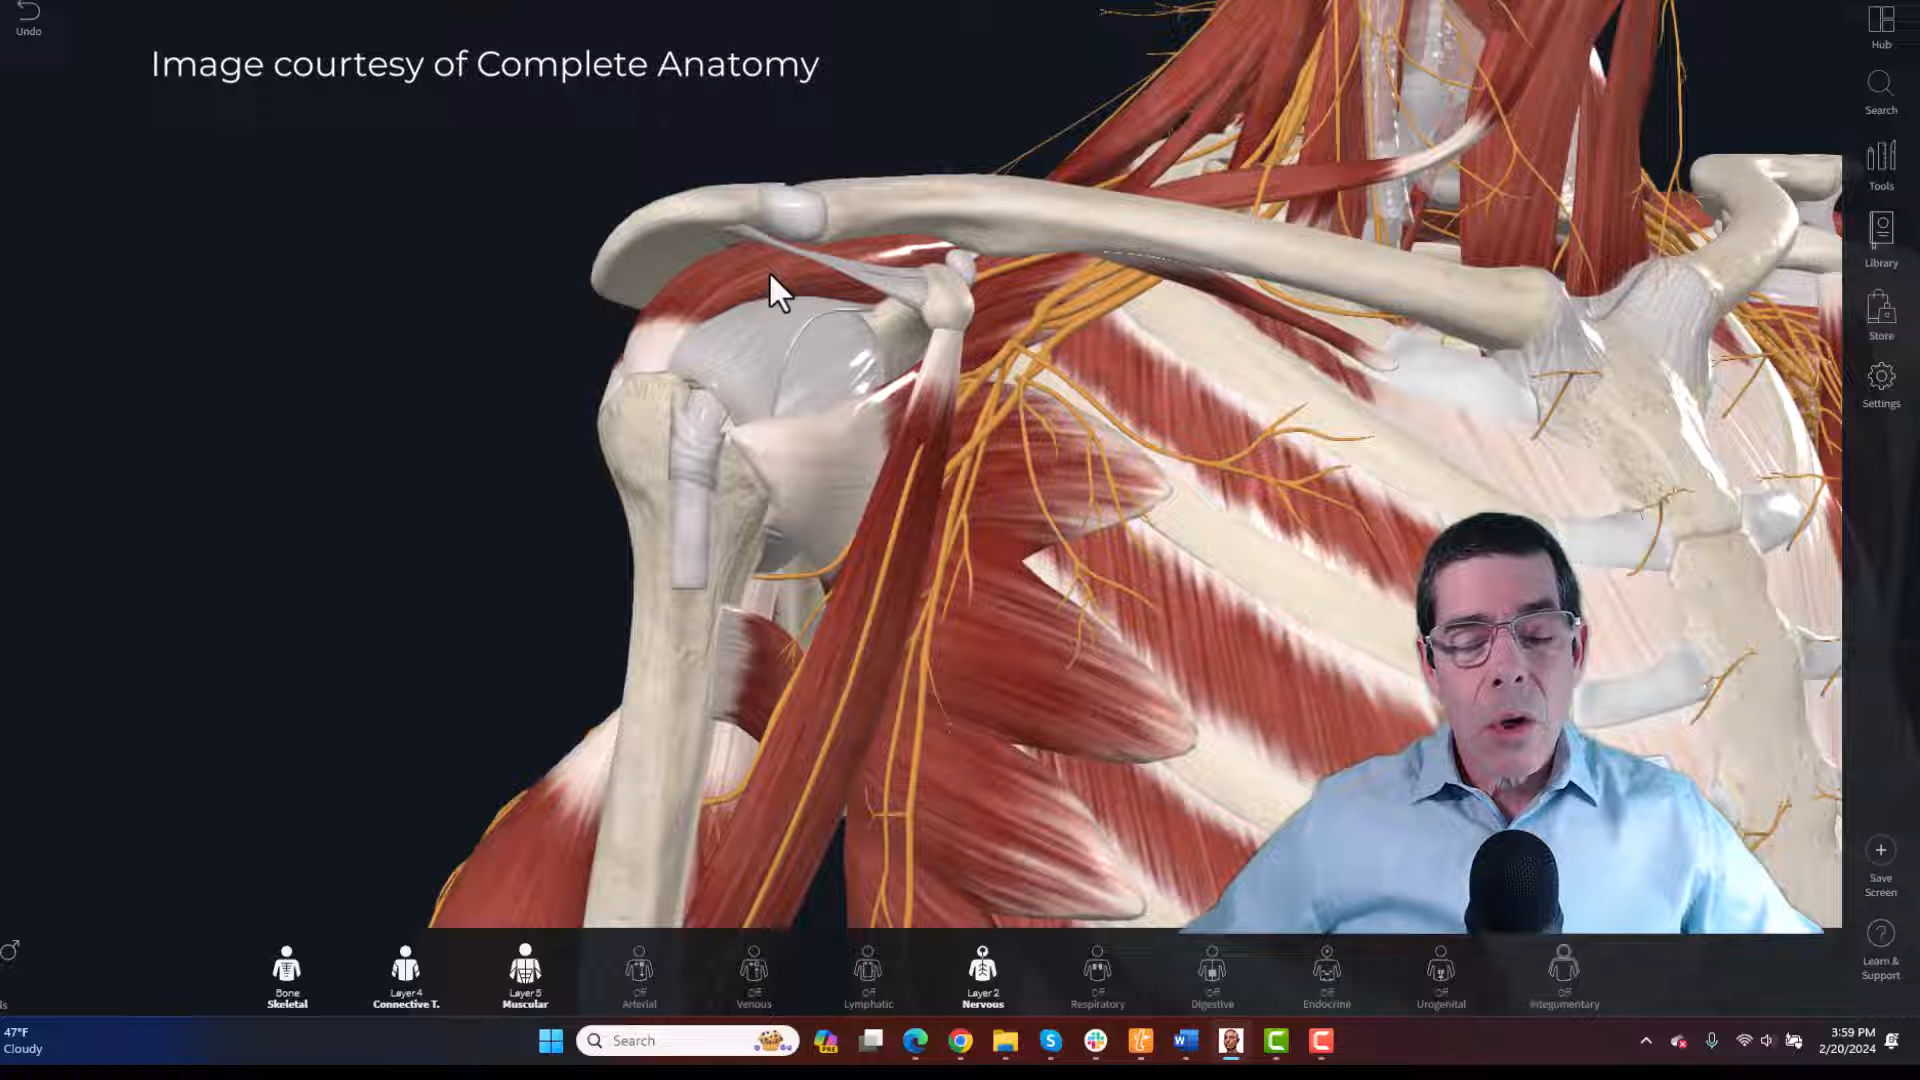 Undo
Image courtesy of Complete Anatomy
Hub
Search
Tools
Library
Store
Settings
Save
Screen
Learn &
Support
Bone
Skeletal
Layer 4
Connective T.
Layer 5
Muscular
Off
Arterial
Off
Venous
Off
Lymphatic
Layer 2
Nervous
Off
Respiratory
Off
Digestive
Off
Endocrine
Off
Urogenital
Off
Integumentary
47°F
Cloudy
Search
PRE
3:59 PM
2/20/2024